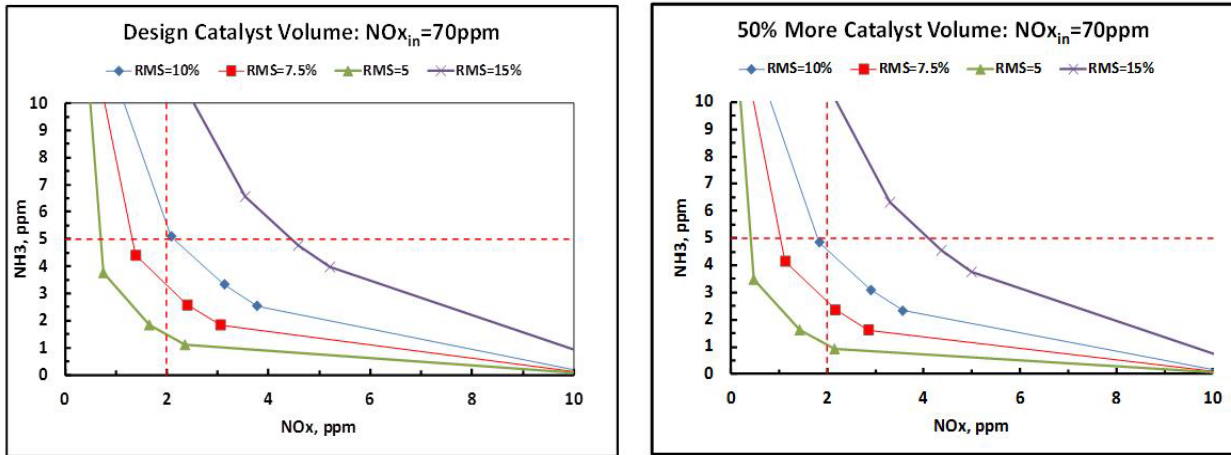 Design Catalyst Volume: NOxin=70ppm
RMS=10% RMS=7.5% RMS=5 RMS=15%
10
9
8
7
6
5
4
3
2
1
0
NH3, ppm
0 2 4 6 8 10
NOx, ppm
50% More Catalyst Volume: NOxin=70ppm
RMS=10% RMS=7.5% RMS=5 RMS=15%
10
9
8
7
6
5
4
3
2
1
0
NH3, ppm
0 2 4 6 8 10
NOx, ppm